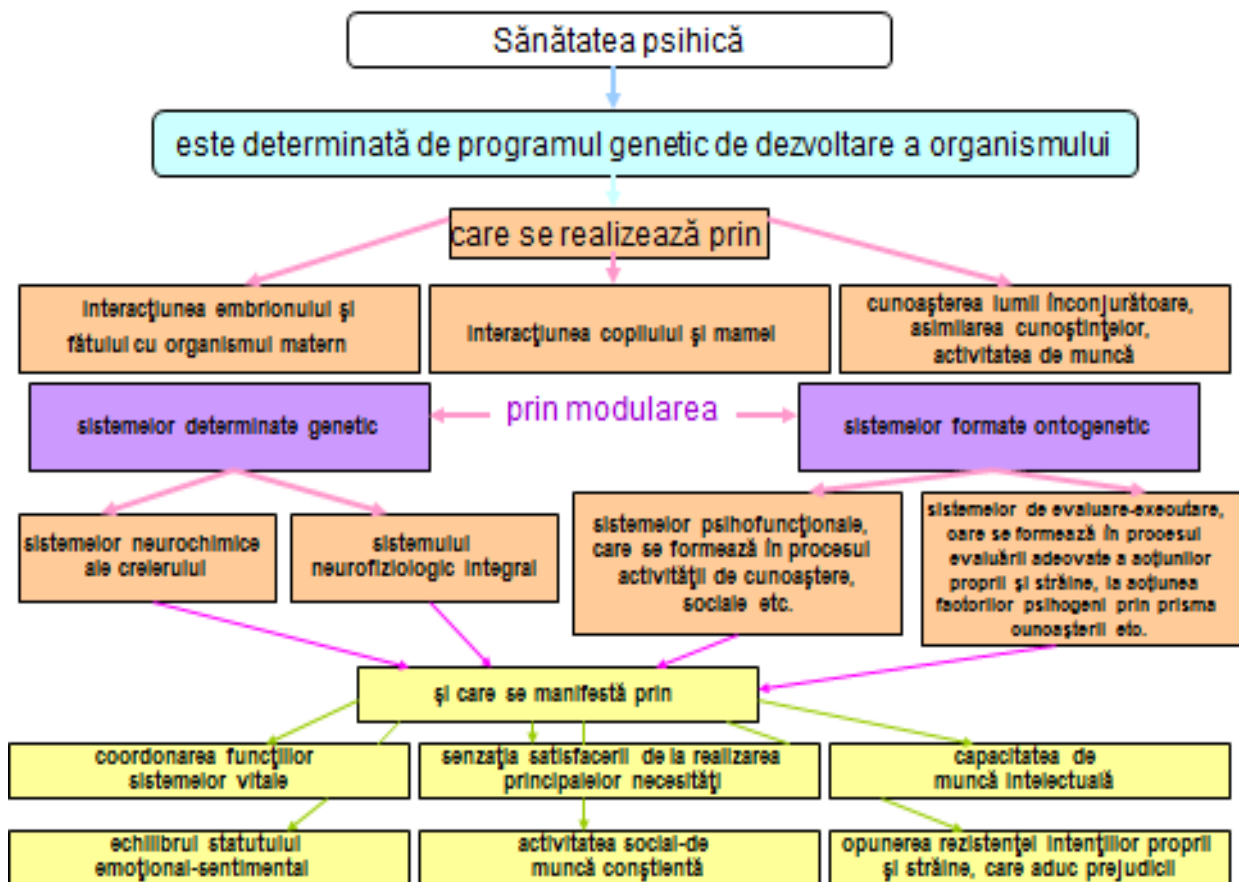 Sănătatea psihică
este determinată de programul genetic de dezvoltare a organismului
care se realizează prin
interacţiunea embrionului şi
fătului cu organismul matern
interacţiunea copilului şi mamei
cunoaşterea lumii înconjurătoare,
asimilarea cunoştinţelor,
activitatea de muncă
sistemelor determinate genetic
prin modularea
sistemelor formate ontogenetic
sistemelor neurochimice
ale creierului
sistemului
neurofiziologic integral
sistemelor psihofuncţionale,
care se formează în procesul
activităţii de cunoaştere,
sociale etc.
sistemelor de evaluare-executare,
care se formează în procesul
evaluării adecvate a acţiunilor
proprii şi străine, la acţiunea
factorilor psihogeni prin prisma
cunoaşterii etc.
şi care se manifestă prin
coordonarea funcţiilor
sistemelor vitale
senzaţia satisfacerii de la realizarea
principalelor necesităţi
capacitatea de
muncă intelectuală
echilibrul statutului
emoţional-sentimental
activitatea social-de
muncă conştientă
opunerea rezistenţei intenţiilor proprii
şi străine, care aduc prejudicii